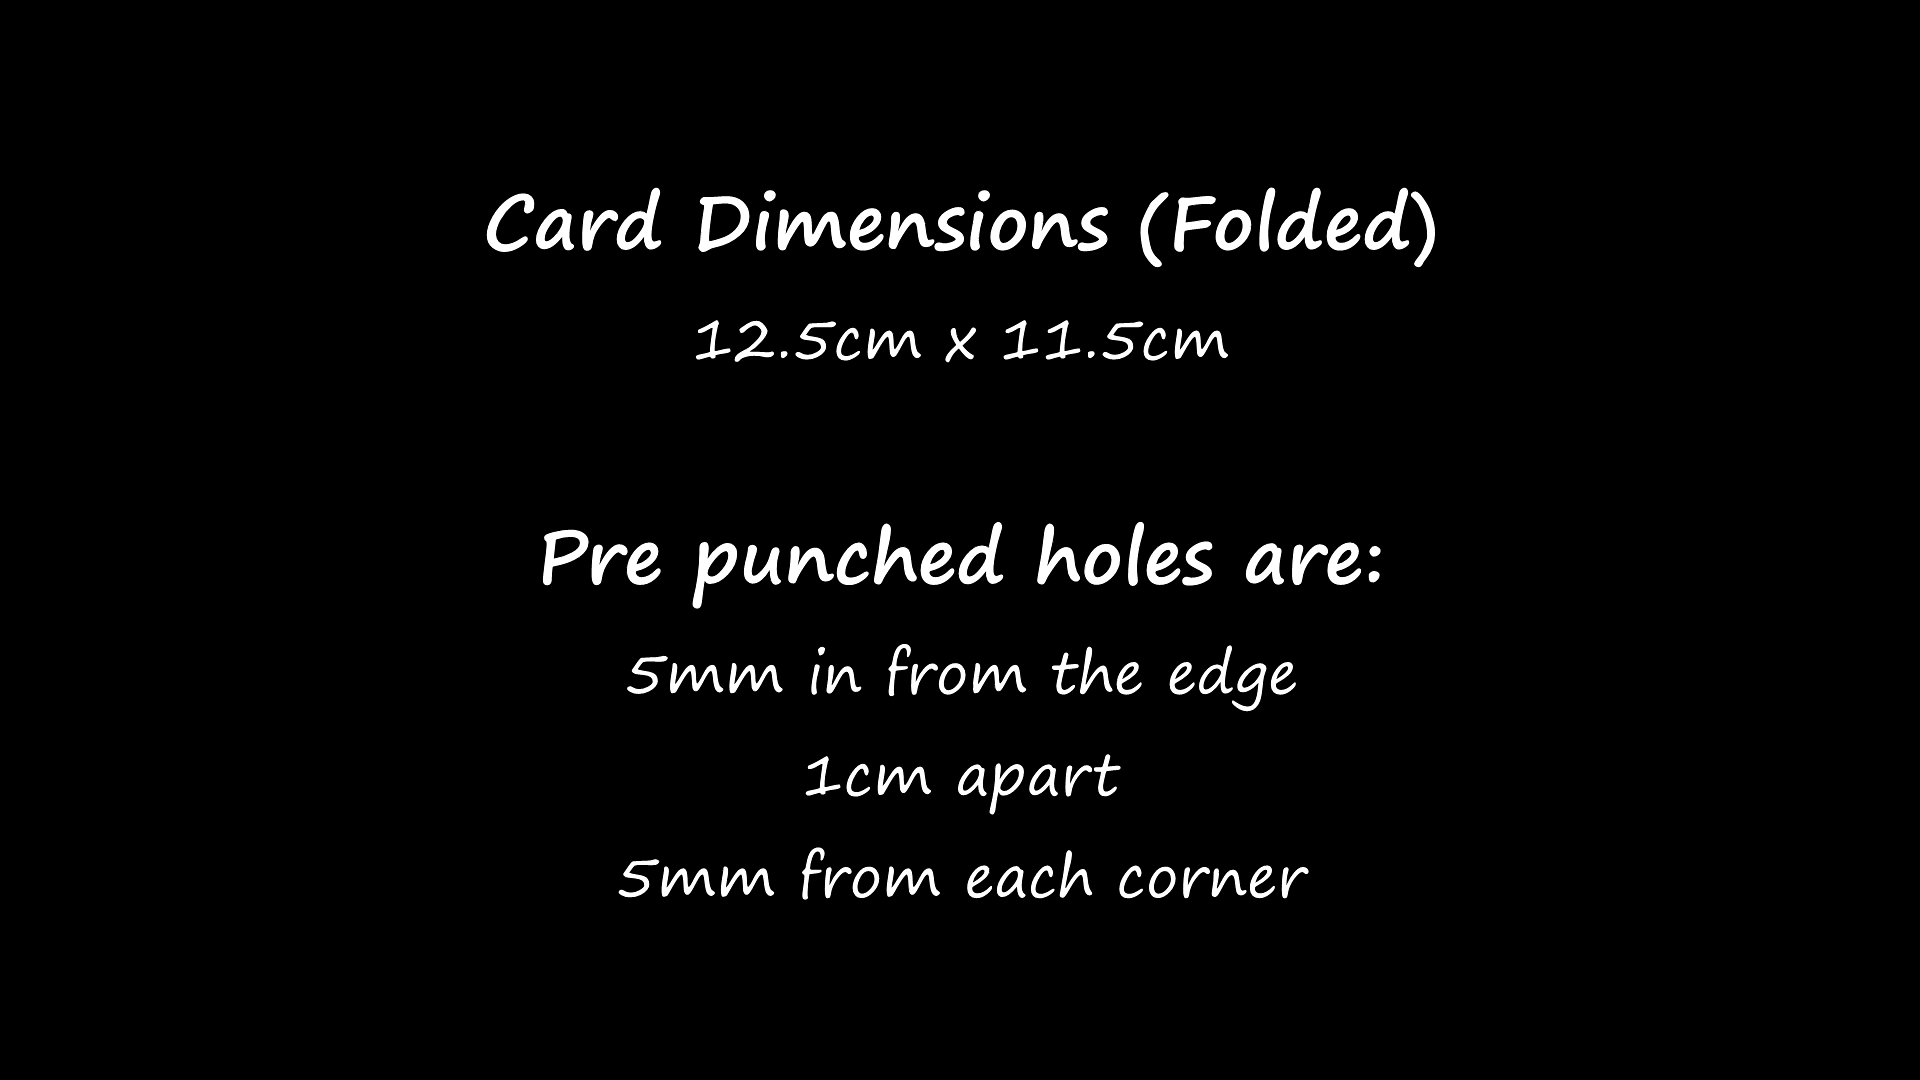 Card Dimensions (Folded)
12.5cm x 11.5cm
Pre punched holes are:
5mm in from the edge
1cm apart
5mm from each corner